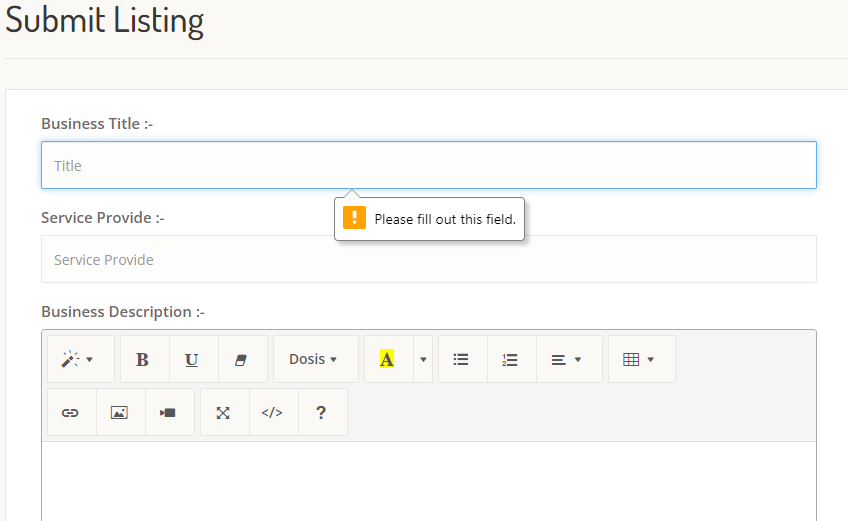 Submit Listing
Business Title :-
Title
! Please fill out this field.
Service Provide :-
Service Provide
Business Description :-
B U Dosis A
</> ?